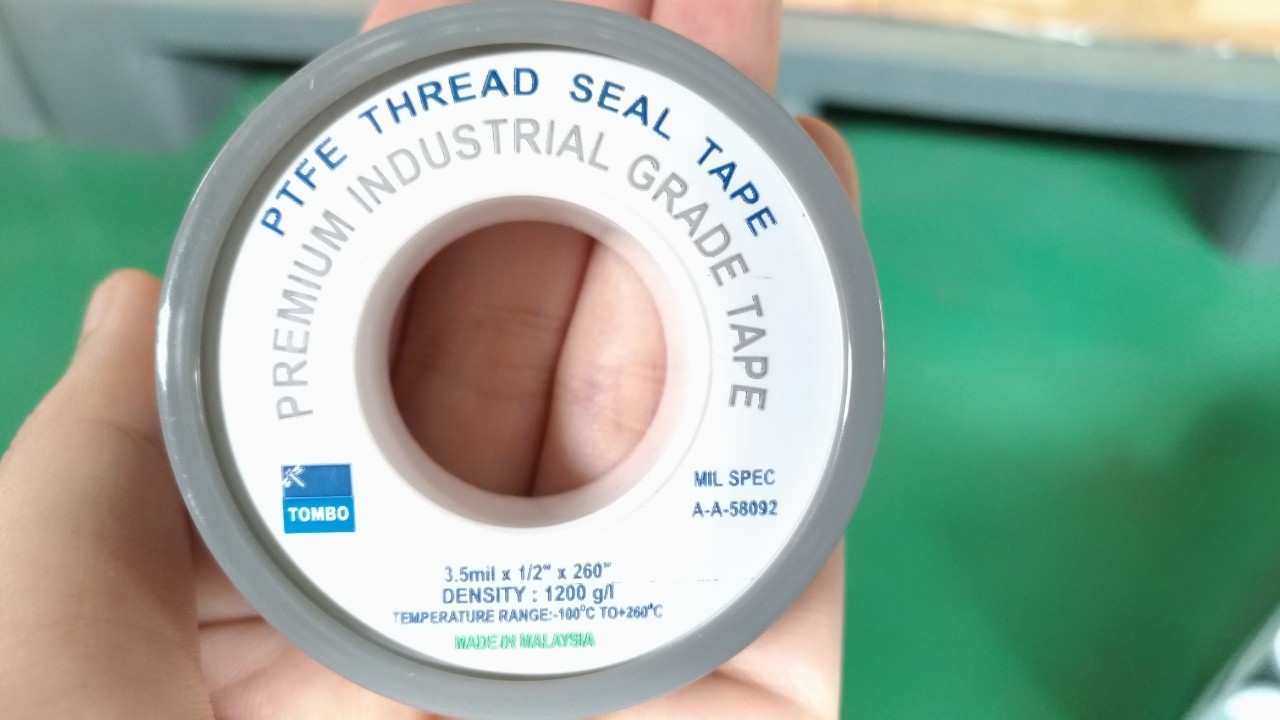 PTFE THREAD SEAL TAPE
PREMIUM INDUSTRIAL GRADE TAPE
TOMBO
MIL SPEC
A-A-58092
3.5mil x 1/2" x 260"
DENSITY : 1200 g/l
TEMPERATURE RANGE:-100°C TO+260°C
MADE IN MALAYSIA